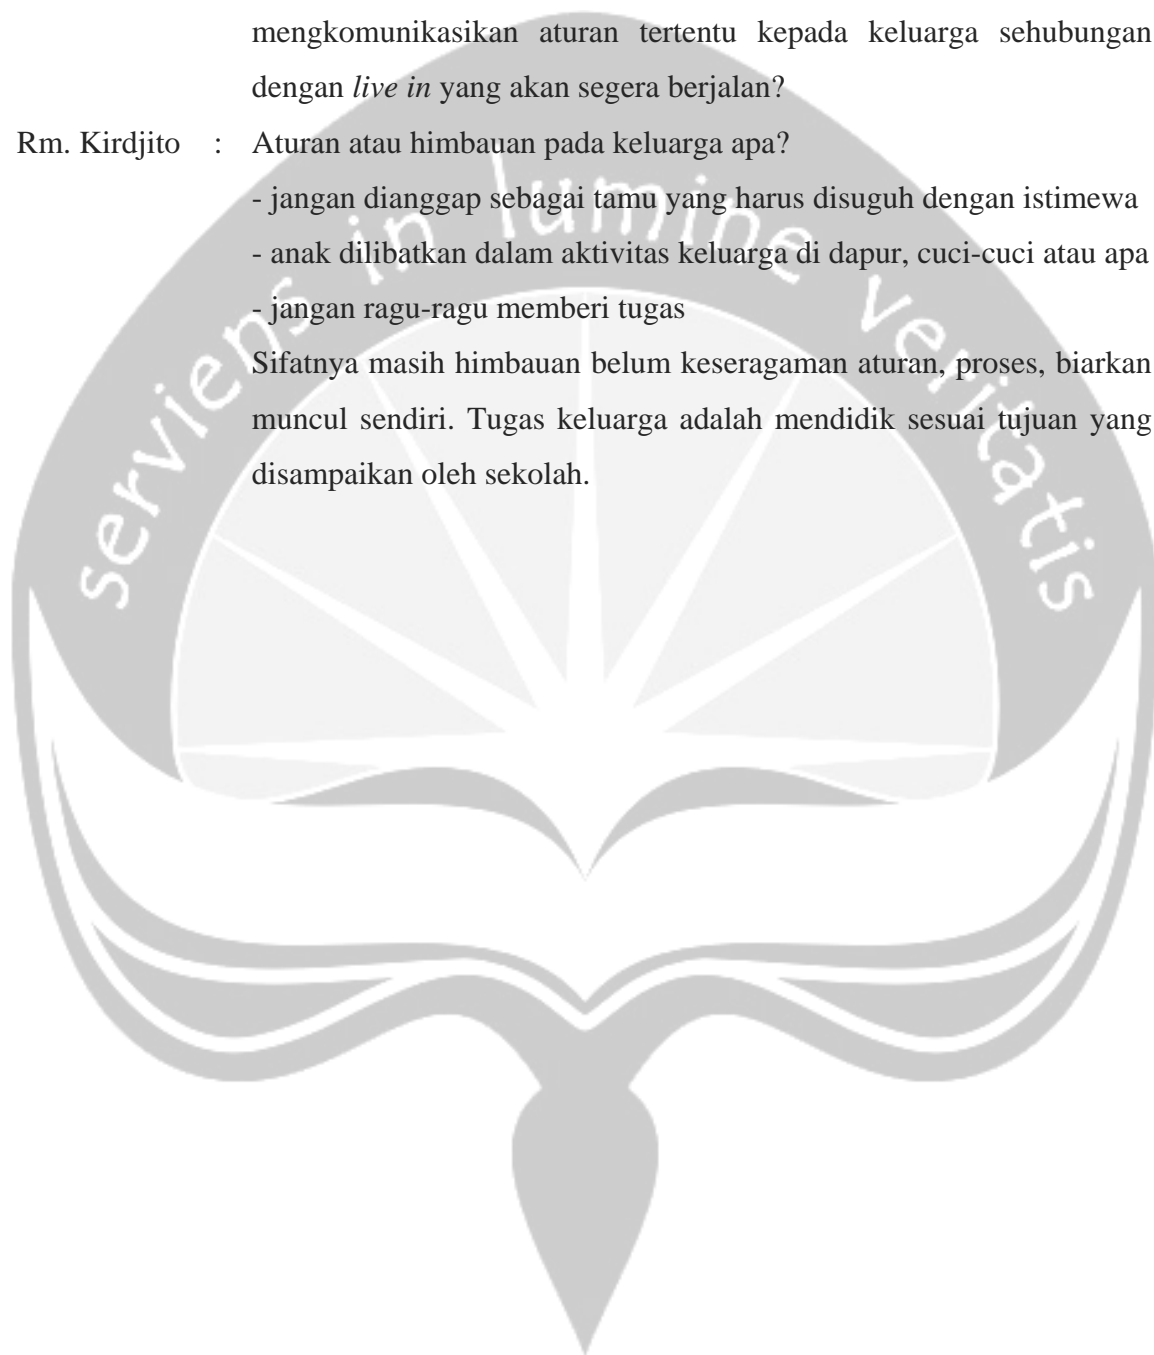 mengkomunikasikan aturan tertentu kepada keluarga sehubungan
dengan live in yang akan segera berjalan?
Rm. Kirdjito : Aturan atau himbauan pada keluarga apa?
- jangan dianggap sebagai tamu yang harus disuguh dengan istimewa
- anak dilibatkan dalam aktivitas keluarga di dapur, cuci-cuci atau apa
- jangan ragu-ragu memberi tugas
Sifatnya masih himbauan belum keseragaman aturan, proses, biarkan
muncul sendiri. Tugas keluarga adalah mendidik sesuai tujuan yang
disampaikan oleh sekolah.
serviens in lumine veritatis